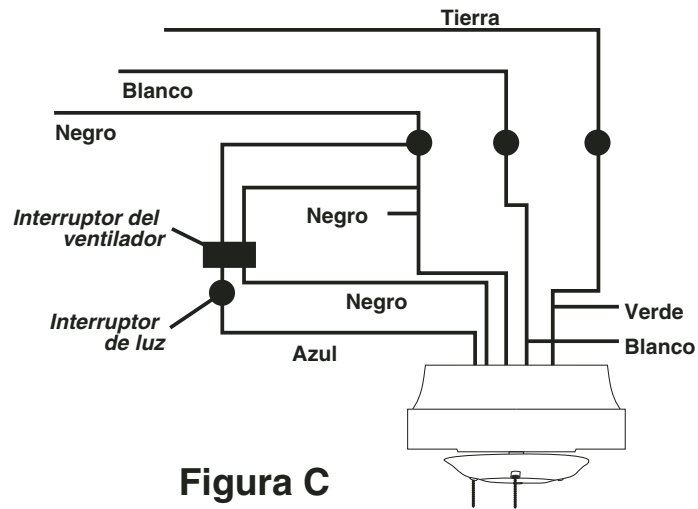 Tierra
Blanco
Negro
Interruptor del
ventilador
Negro
Negro
Interruptor
de luz
Azul
Verde
Blanco
Figura C